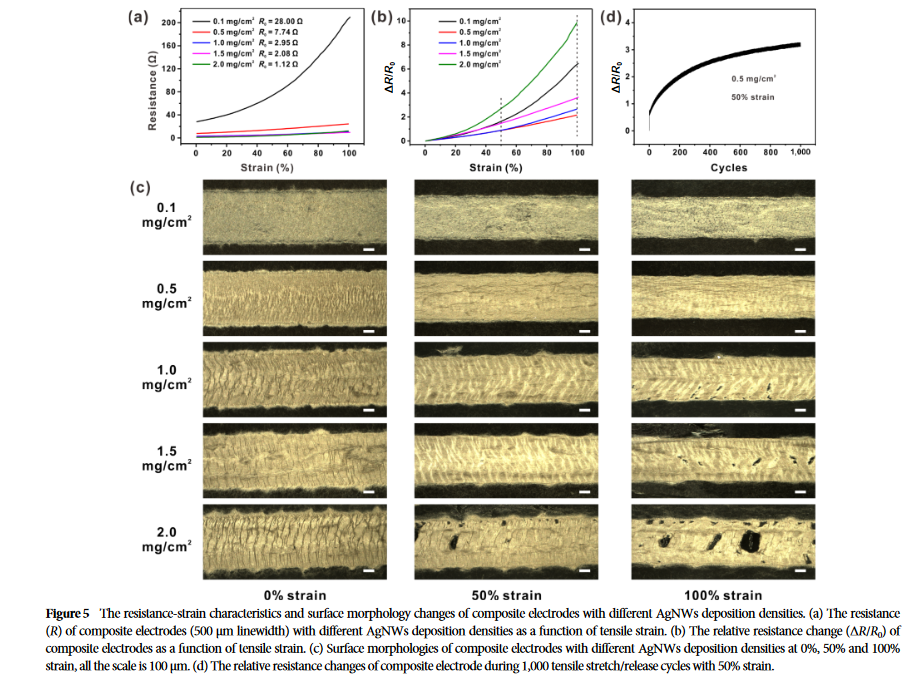 (a)
200
160
120
80
40
0
Resistance (Ω)
0 20 40 60 80 100
Strain (%)
0.1 mg/cm² R₀ = 28.00 Ω
0.5 mg/cm² R₀ = 7.74 Ω
1.0 mg/cm² R₀ = 2.95 Ω
1.5 mg/cm² R₀ = 2.08 Ω
2.0 mg/cm² R₀ = 1.12 Ω
(b)
10
8
6
4
2
0
ΔR/R₀
0 20 40 60 80 100
Strain (%)
0.1 mg/cm²
0.5 mg/cm²
1.0 mg/cm²
1.5 mg/cm²
2.0 mg/cm²
(d)
4
3
2
1
0
ΔR/R₀
0 200 400 600 800 1,000
Cycles
0.5 mg/cm²
50% strain
(c)
0.1
mg/cm²
0.5
mg/cm²
1.0
mg/cm²
1.5
mg/cm²
2.0
mg/cm²
0% strain 50% strain 100% strain
Figure 5 The resistance-strain characteristics and surface morphology changes of composite electrodes with different AgNWs deposition densities. (a) The resistance
(R) of composite electrodes (500 μm linewidth) with different AgNWs deposition densities as a function of tensile strain. (b) The relative resistance change (ΔR/R₀) of
composite electrodes as a function of tensile strain. (c) Surface morphologies of composite electrodes with different AgNWs deposition densities at 0%, 50% and 100%
strain, all the scale is 100 μm. (d) The relative resistance changes of composite electrode during 1,000 tensile stretch/release cycles with 50% strain.